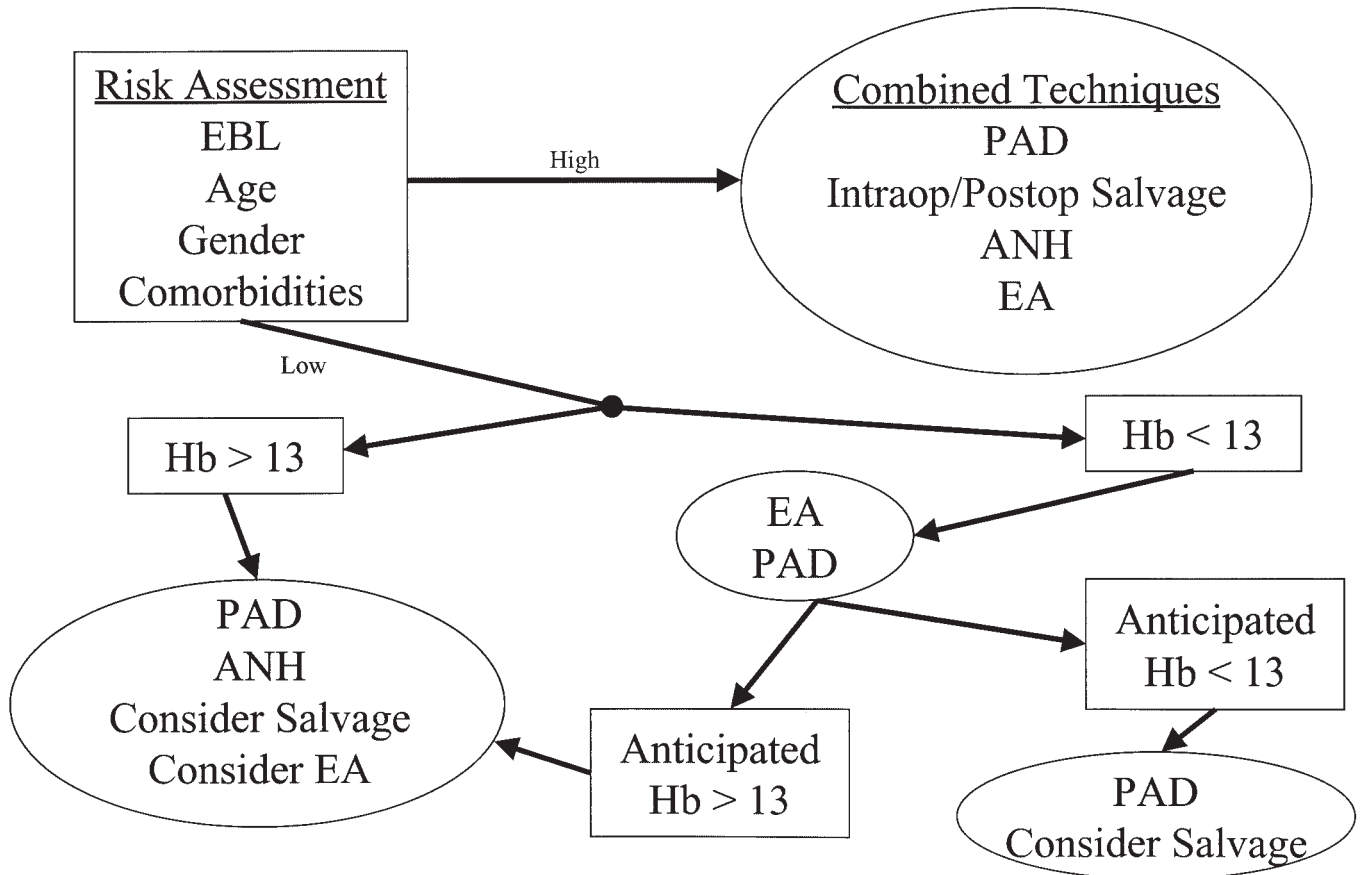 Risk Assessment
EBL
Age
Gender
Comorbidities
High
Combined Techniques
PAD
Intraop/Postop Salvage
ANH
EA
Low
Hb > 13
Hb < 13
EA
PAD
PAD
ANH
Consider Salvage
Consider EA
Anticipated
Hb > 13
Anticipated
Hb < 13
PAD
Consider Salvage